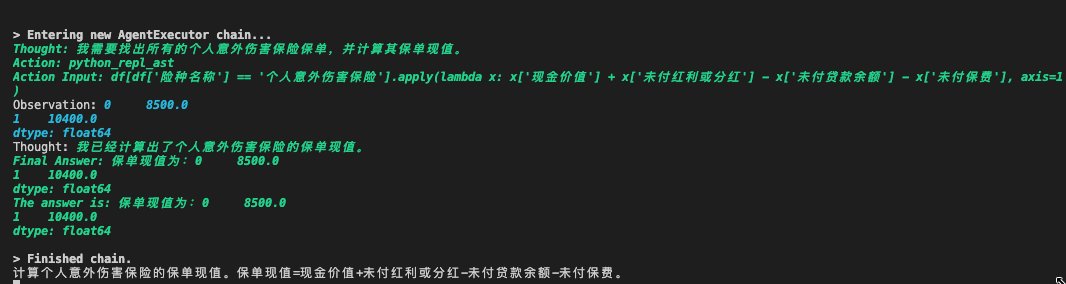 > Entering new AgentExecutor chain...
Thought: 我需要找出所有的个人意外伤害保险保单，并计算其保单现值。
Action: python_repl_ast
Action Input: df[df['险种名称'] == '个人意外伤害保险'].apply(lambda x: x['现金价值'] + x['未付红利或分红'] - x['未付贷款余额'] - x['未付保费'], axis=1
)
Observation: 0     8500.0
1    10400.0
dtype: float64
Thought: 我已经计算出了个人意外伤害保险的保单现值。
Final Answer: 保单现值为：0     8500.0
1    10400.0
dtype: float64
The answer is: 保单现值为：0     8500.0
1    10400.0
dtype: float64
> Finished chain.
计算个人意外伤害保险的保单现值。保单现值=现金价值+未付红利或分红-未付贷款余额-未付保费。